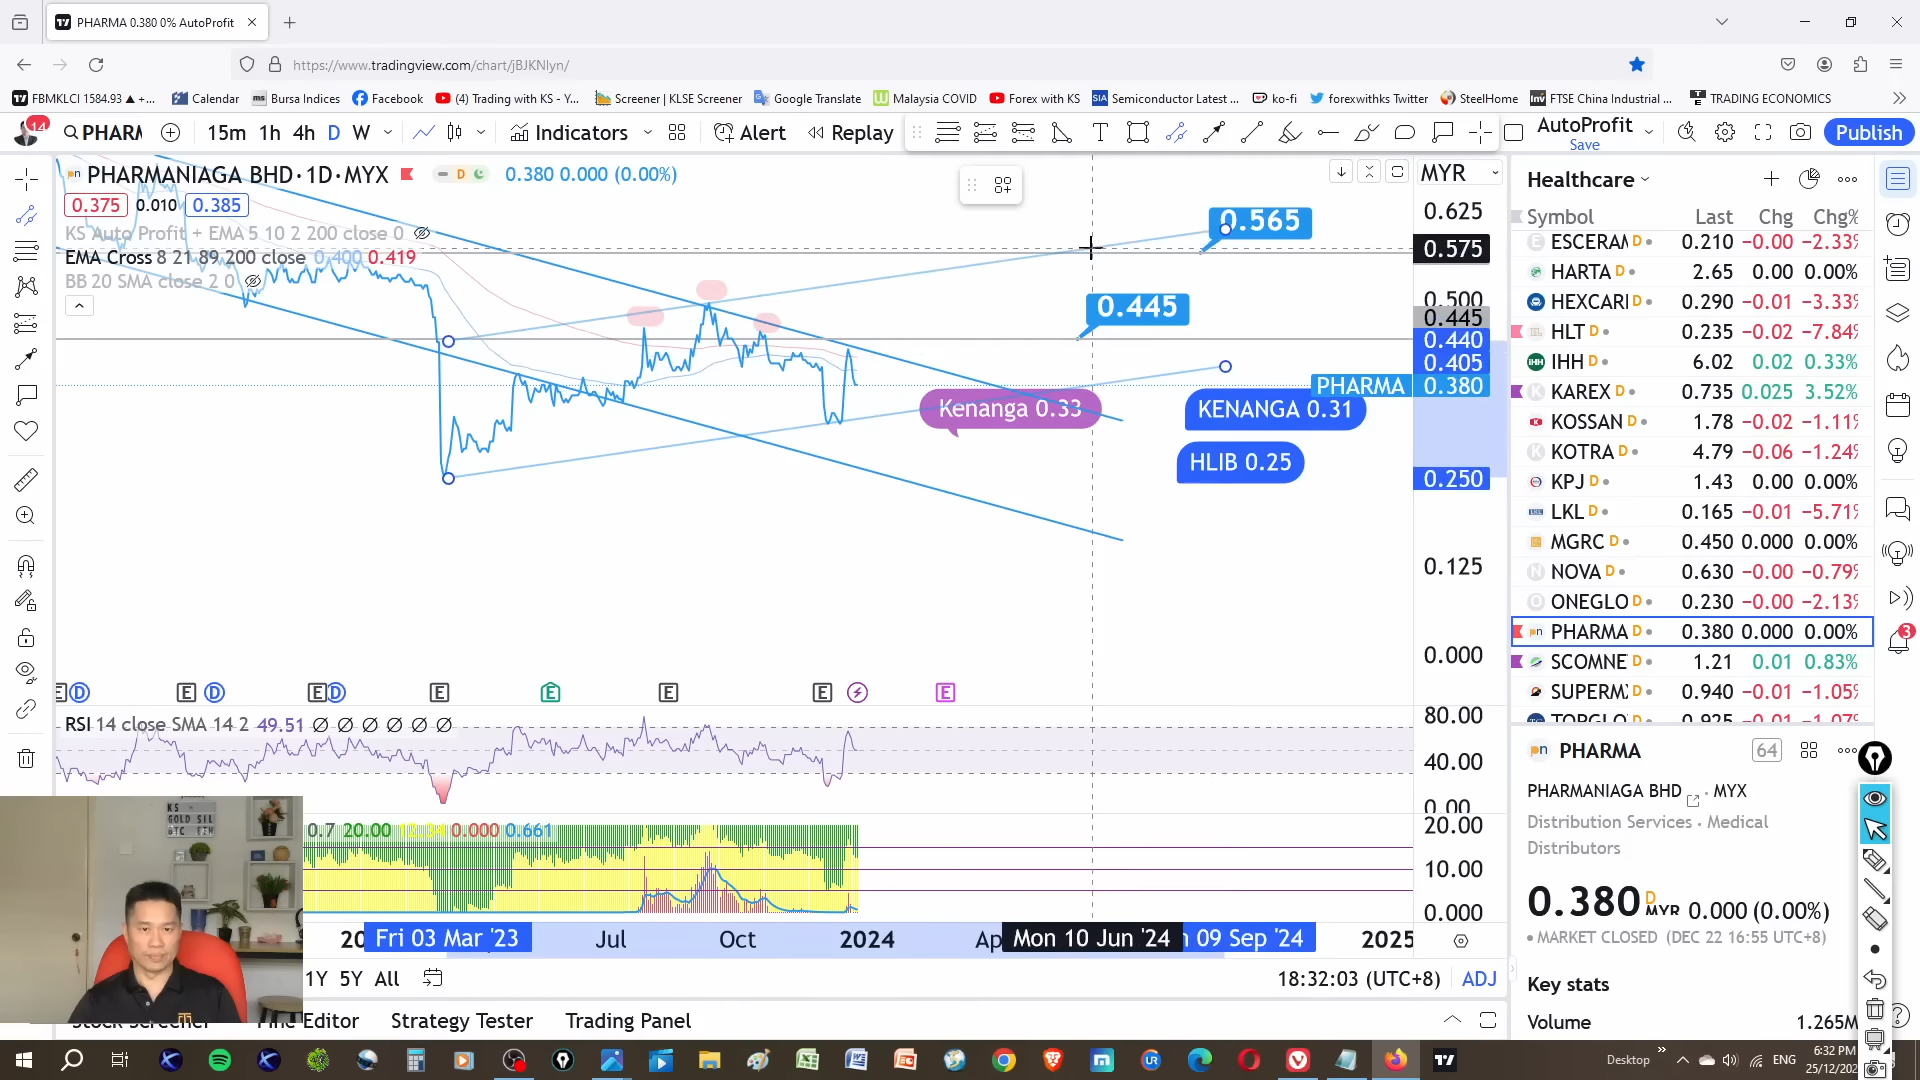 PHARMA 0.380 0% AutoProfit
https://www.tradingview.com/chart/jBJKNlyn/
FBMKLCI 1584.93 ▲ +...
Calendar
Bursa Indices
Facebook
(4) Trading with KS - Y...
Screener | KLSE Screener
Google Translate
Malaysia COVID
Forex with KS
Semiconductor Latest ...
ko-fi
forexwithks Twitter
SteelHome
FTSE China Industrial ...
TRADING ECONOMICS
14
PHARM
15m 1h 4h D W
Indicators
Alert
Replay
AutoProfit
Save
Publish
PHARMANIAGA BHD · 1D · MYX
D
0.380 0.000 (0.00%)
0.375 0.010 0.385
KS Auto Profit + EMA 5 10 2 200 close 0
EMA Cross 8 21 89 200 close 0.400 0.419
BB 20 SMA close 2 0
MYR
0.625
0.575
0.500
0.445
0.440
0.405
PHARMA 0.380
0.250
0.125
0.000
0.565
0.445
Kenanga 0.33
KENANGA 0.31
HLIB 0.25
E D E D E D E E E E E
RSI 14 close SMA 14 2 49.51 Ø Ø Ø Ø Ø Ø
80.00
40.00
0.00
0.7 20.00 12.34 0.000 0.661
20.00
10.00
0.000
Fri 03 Mar '23
Jul
Oct
2024
Mon 10 Jun '24
09 Sep '24
2025
1Y 5Y All
18:32:03 (UTC+8) ADJ
Stock Screener
Editor
Strategy Tester
Trading Panel
Healthcare
Symbol Last Chg Chg%
ESCERAM D 0.210 −0.00 −2.33%
HARTA D 2.65 0.00 0.00%
HEXCARE D 0.290 −0.01 −3.33%
HLT D 0.235 −0.02 −7.84%
IHH D 6.02 0.02 0.33%
KAREX D 0.735 0.025 3.52%
KOSSAN D 1.78 −0.02 −1.11%
KOTRA D 4.79 −0.06 −1.24%
KPJ D 1.43 0.00 0.00%
LKL D 0.165 −0.01 −5.71%
MGRC D 0.450 0.000 0.00%
NOVA D 0.630 −0.00 −0.79%
ONEGLO D 0.230 −0.00 −2.13%
PHARMA D 0.380 0.000 0.00%
SCOMNE D 1.21 0.01 0.83%
SUPERMX D 0.940 −0.01 −1.05%
TOPGLO D 0.925 −0.01 −1.07%
3
PHARMA
64
PHARMANIAGA BHD · MYX
Distribution Services · Medical
Distributors
0.380 D MYR 0.000 (0.00%)
MARKET CLOSED (DEC 22 16:55 UTC+8)
Key stats
Volume 1.265M
KS
GOLD SIL
Desktop
ENG
6:32 PM